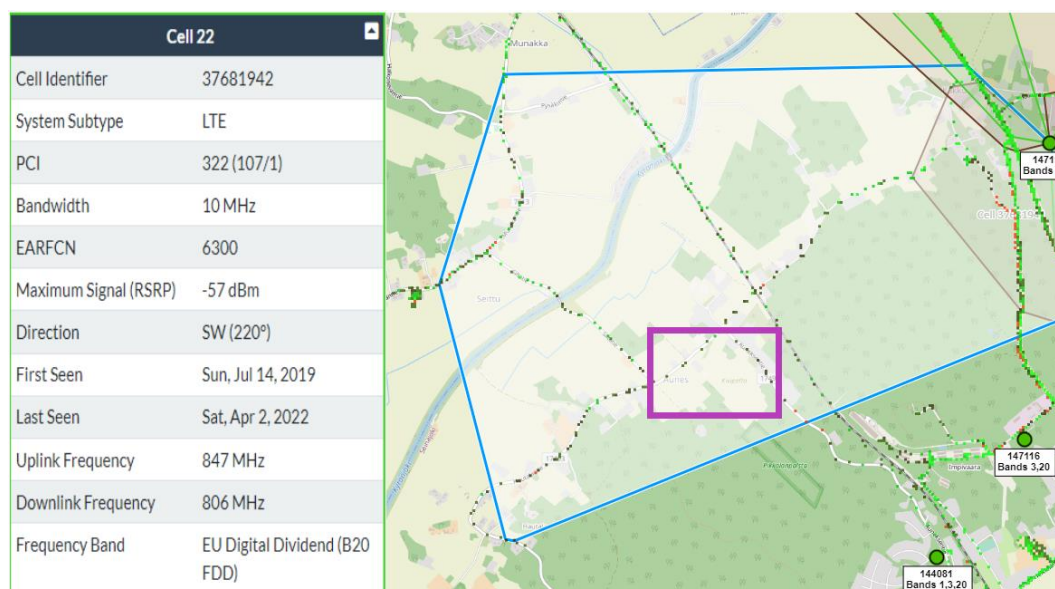 Cell 22
Cell Identifier 37681942
System Subtype LTE
PCI 322 (107/1)
Bandwidth 10 MHz
EARFCN 6300
Maximum Signal (RSRP) -57 dBm
Direction SW (220°)
First Seen Sun, Jul 14, 2019
Last Seen Sat, Apr 2, 2022
Uplink Frequency 847 MHz
Downlink Frequency 806 MHz
Frequency Band EU Digital Dividend (B20
FDD)
Munakka
1471
Bands
Serttu
Aunes
Impivaara
147116
Bands 3,20
144081
Bands 1,3,20